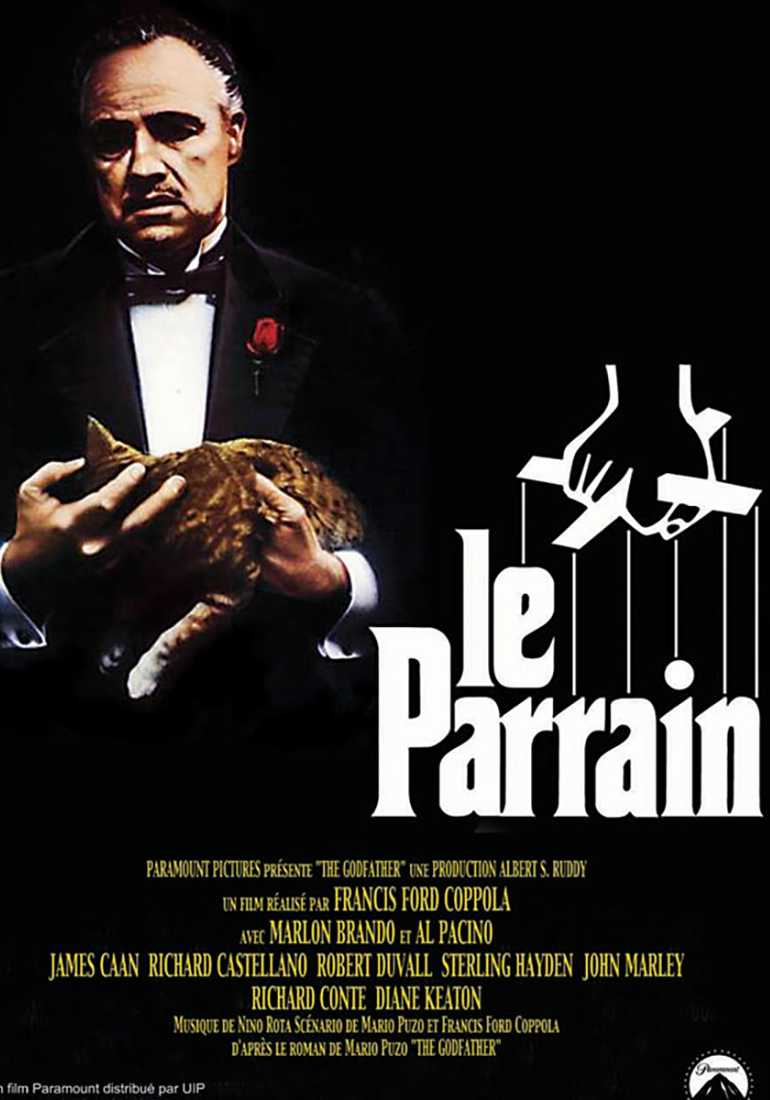 le
Parrain
PARAMOUNT PICTURES PRÉSENTE "THE GODFATHER" UNE PRODUCTION ALBERT S. RUDDY
UN FILM RÉALISÉ PAR FRANCIS FORD COPPOLA
AVEC MARLON BRANDO ET AL PACINO
JAMES CAAN RICHARD CASTELLANO ROBERT DUVALL STERLING HAYDEN JOHN MARLEY
RICHARD CONTE DIANE KEATON
MUSIQUE DE NINO ROTA SCÉNARIO DE MARIO PUZO ET FRANCIS FORD COPPOLA
D'APRÈS LE ROMAN DE MARIO PUZO "THE GODFATHER"
film Paramount distribué par UIP
Paramount